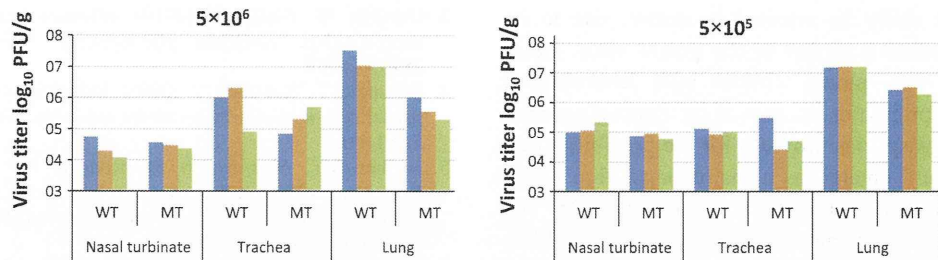 5×10⁶
Virus titer log₁₀ PFU/g
08
07
06
05
04
03
WT MT WT MT WT MT
Nasal turbinate Trachea Lung
5×10⁵
Virus titer log₁₀ PFU/g
08
07
06
05
04
03
WT MT WT MT WT MT
Nasal turbinate Trachea Lung